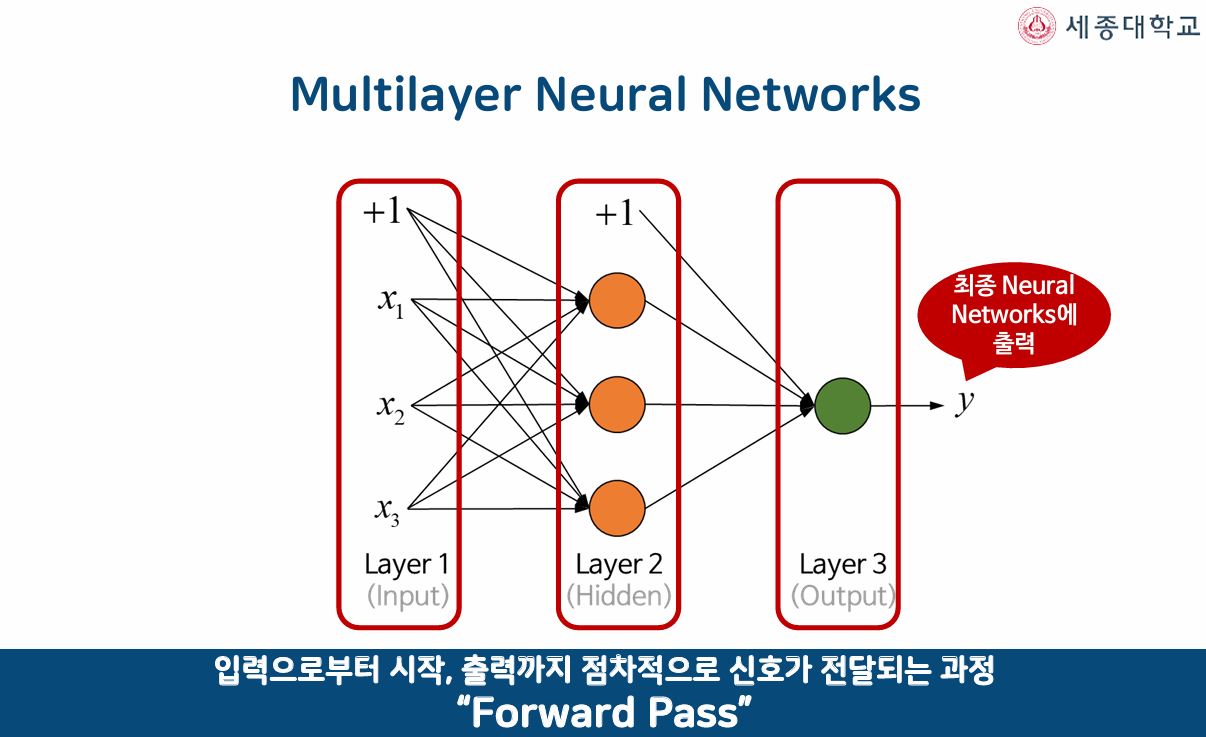 세종대학교
Multilayer Neural Networks
+1
+1
x1
x2
x3
최종 Neural
Networks에
출력
y
Layer 1
(Input)
Layer 2
(Hidden)
Layer 3
(Output)
입력으로부터 시작, 출력까지 점차적으로 신호가 전달되는 과정
“Forward Pass”